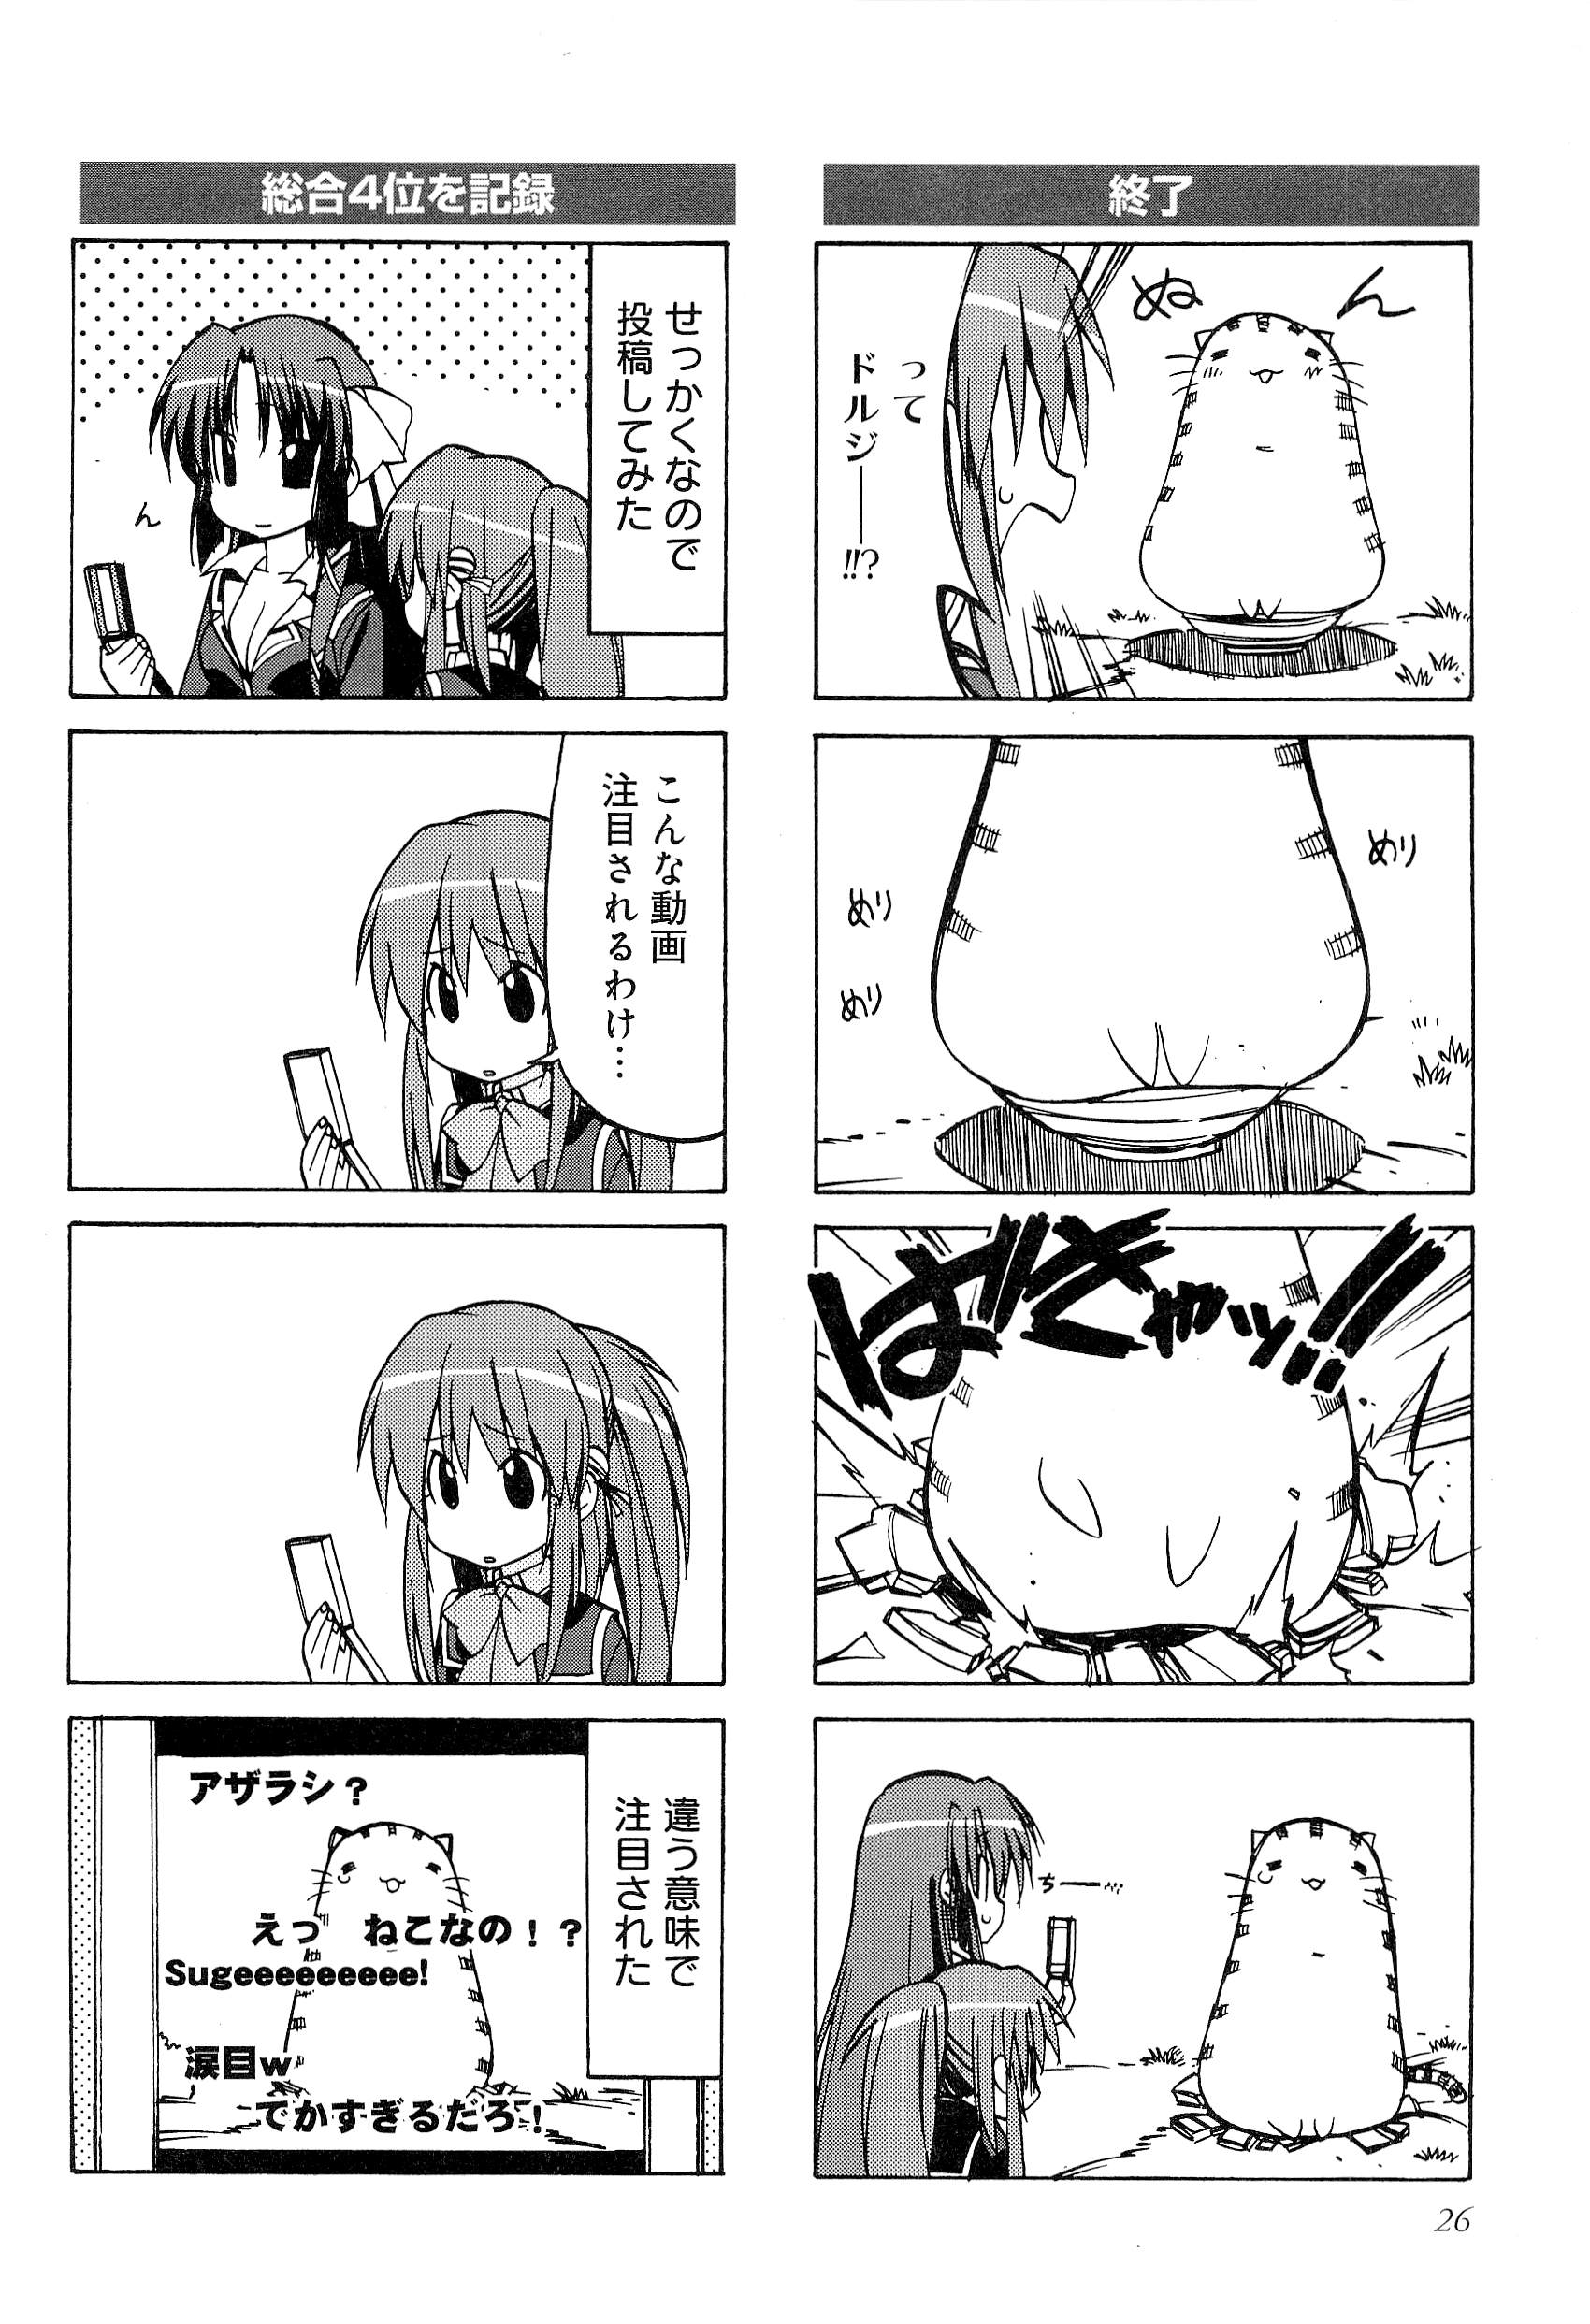 終了
ぬ
ん
って
ドルジ――!!?
めり
めり
めり
ばきゃッ!!
ちー…
総合4位を記録
せっかくなので
投稿してみた
ん
こんな動画
注目されるわけ…
違う意味で
注目された
アザラシ?
えっ　ねこなの!?
Sugeeeeeeeeee!
涙目w
でかすぎるだろ!
26